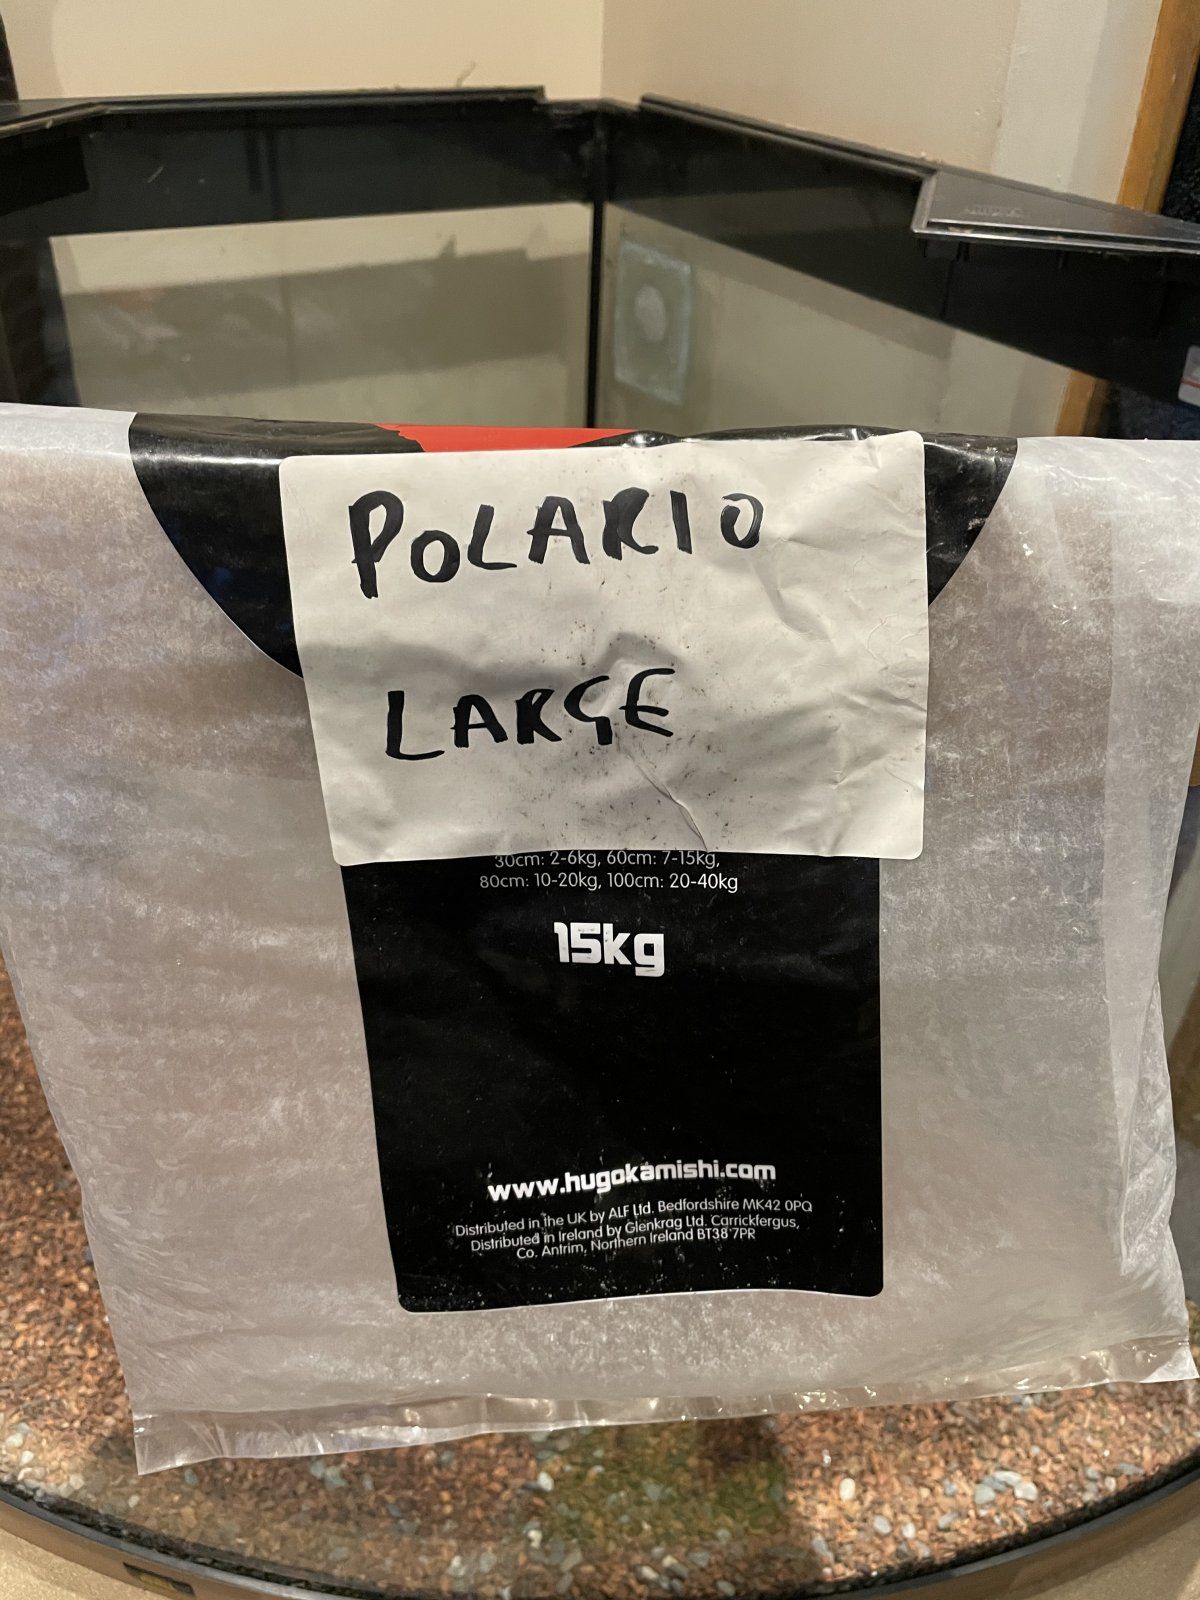 POLARIO
LARGE
30cm: 2-6kg, 60cm: 7-15kg,
80cm: 10-20kg, 100cm: 20-40kg
15kg
www.hugokamishi.com
Distributed in the UK by ALF Ltd. Bedfordshire MK42 0PQ
Distributed in Ireland by Glenkrag Ltd. Carrickfergus,
Co. Antrim, Northern Ireland BT38 7PR